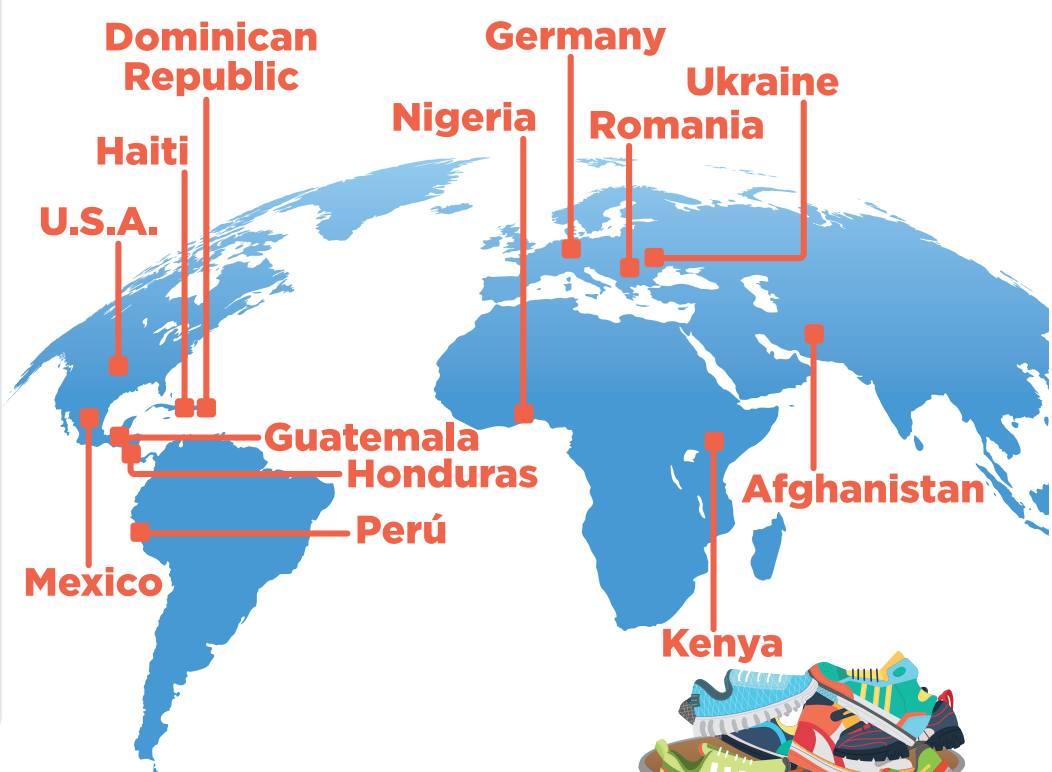 Dominican
Republic
Germany
Ukraine
Nigeria
Romania
Haiti
U.S.A.
Guatemala
Honduras
Afghanistan
Perú
Mexico
Kenya